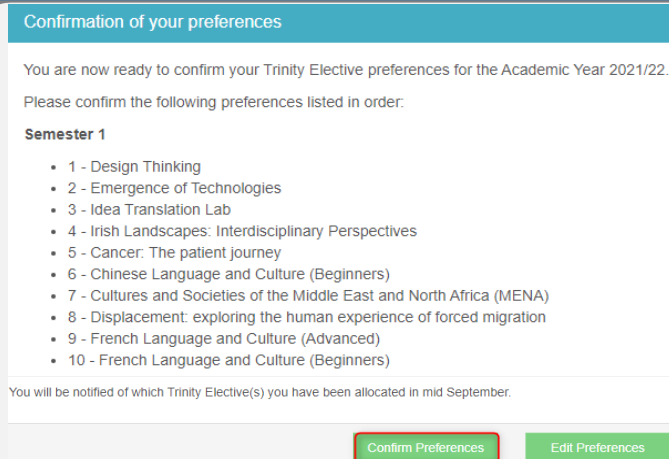 Confirmation of your preferences
You are now ready to confirm your Trinity Elective preferences for the Academic Year 2021/22.
Please confirm the following preferences listed in order:
Semester 1
• 1 - Design Thinking
• 2 - Emergence of Technologies
• 3 - Idea Translation Lab
• 4 - Irish Landscapes: Interdisciplinary Perspectives
• 5 - Cancer: The patient journey
• 6 - Chinese Language and Culture (Beginners)
• 7 - Cultures and Societies of the Middle East and North Africa (MENA)
• 8 - Displacement: exploring the human experience of forced migration
• 9 - French Language and Culture (Advanced)
• 10 - French Language and Culture (Beginners)
You will be notified of which Trinity Elective(s) you have been allocated in mid September.
Confirm Preferences Edit Preferences